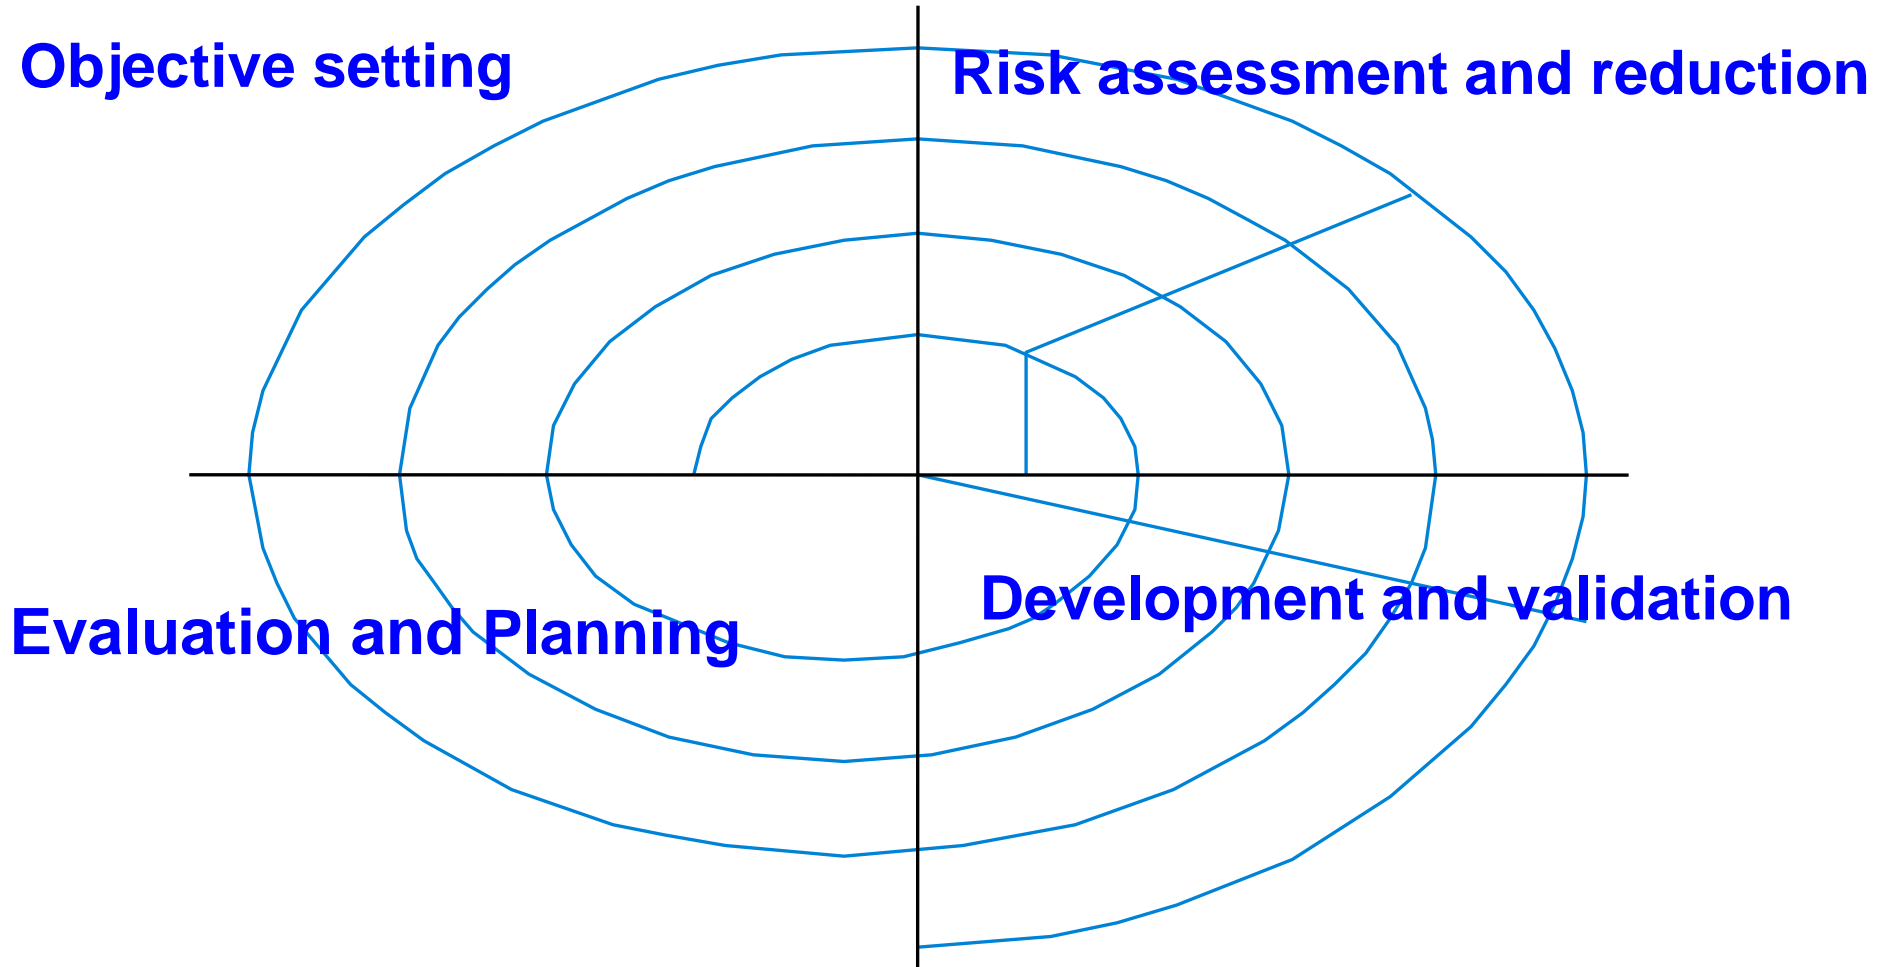 Objective setting
Risk assessment and reduction
Evaluation and Planning
Development and validation